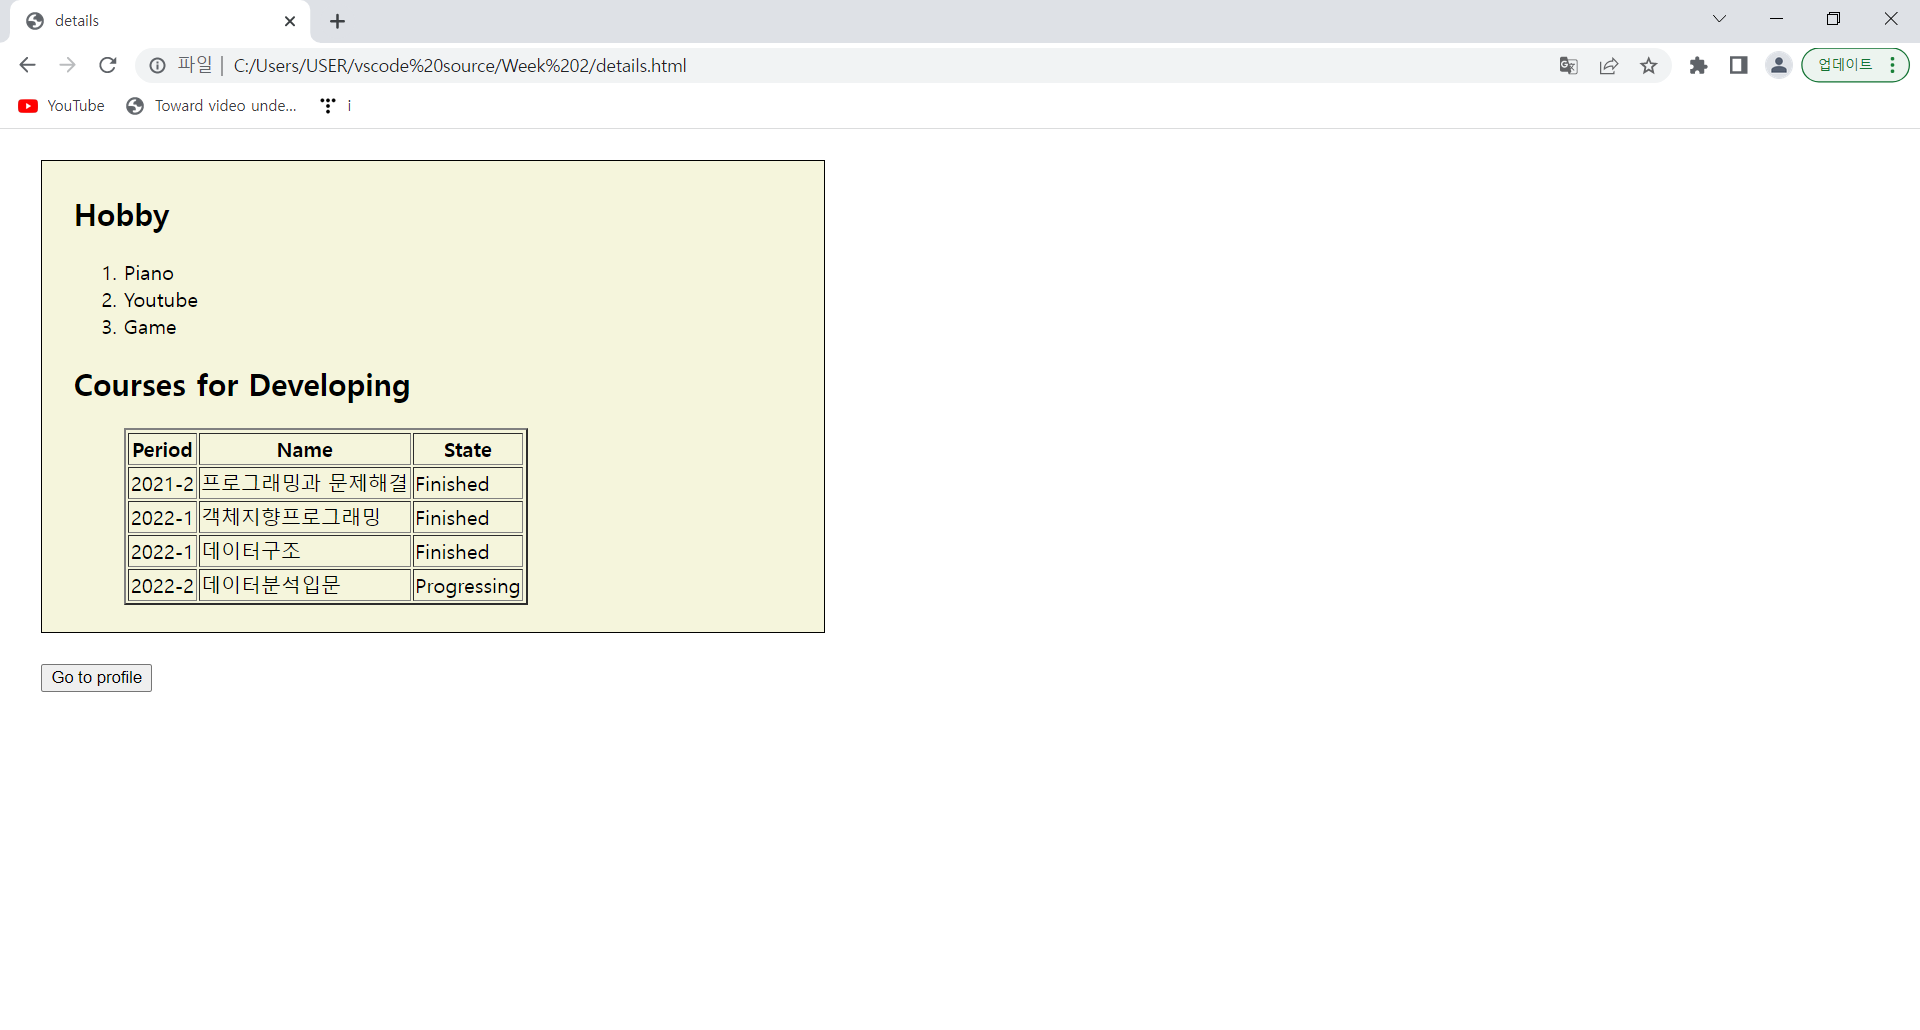 details
파일 | C:/Users/USER/vscode%20source/Week%202/details.html
업데이트
YouTube Toward video unde... i
Hobby
1. Piano
2. Youtube
3. Game
Courses for Developing
Period Name State
2021-2 프로그래밍과 문제해결 Finished
2022-1 객체지향프로그래밍 Finished
2022-1 데이터구조 Finished
2022-2 데이터분석입문 Progressing
Go to profile